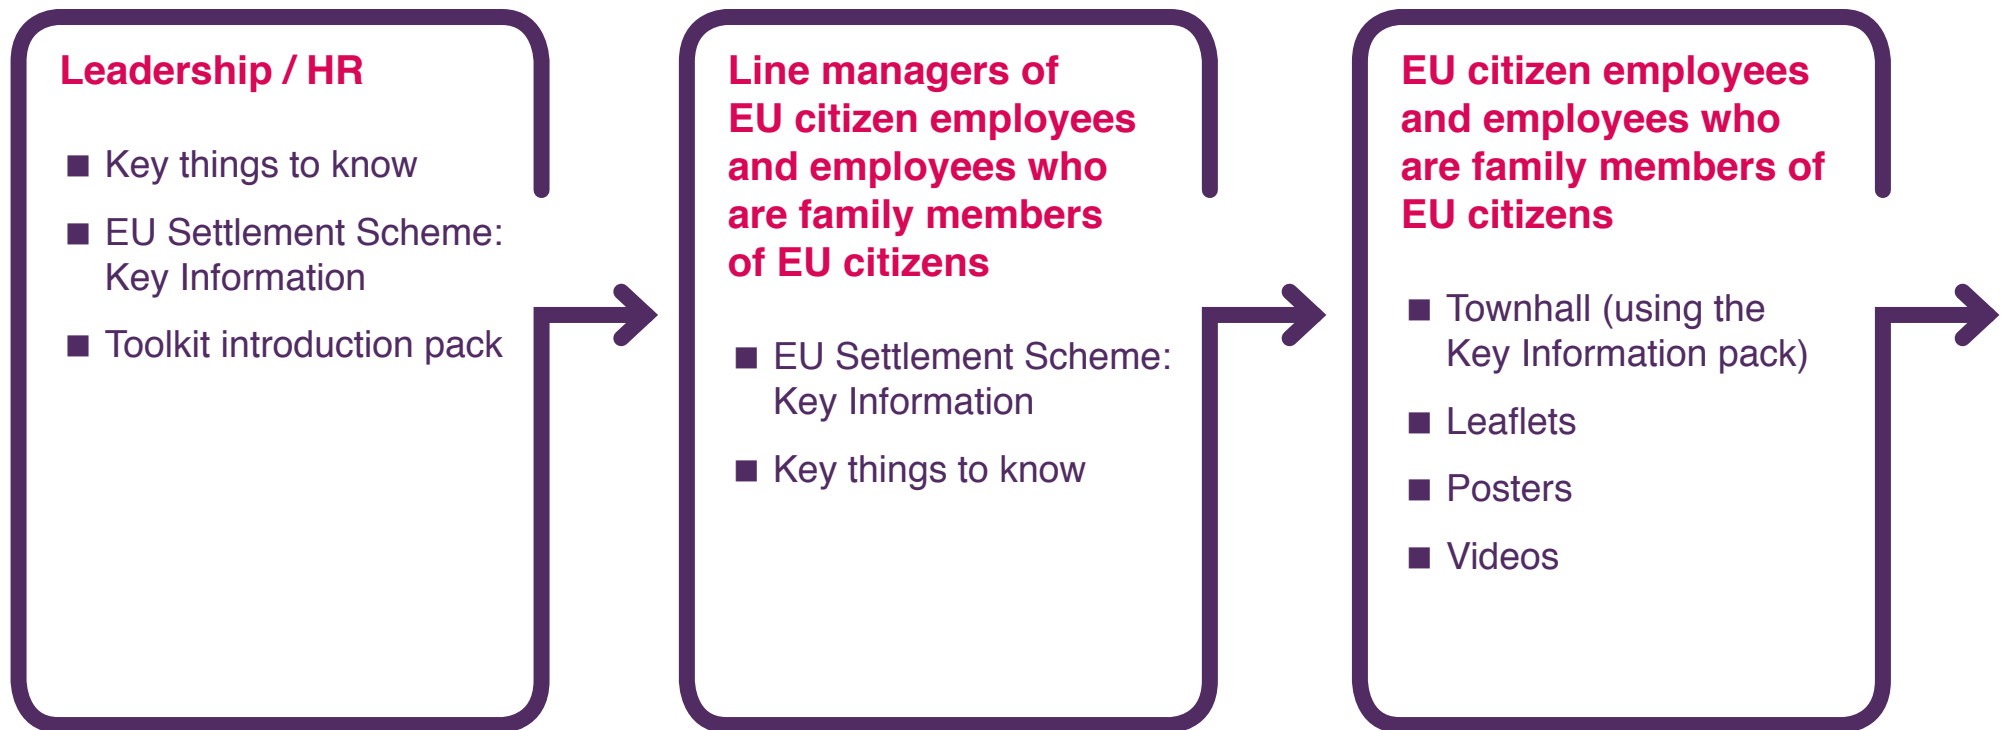 Leadership / HR
■ Key things to know
■ EU Settlement Scheme:
Key Information
■ Toolkit introduction pack
Line managers of
EU citizen employees
and employees who
are family members
of EU citizens
■ EU Settlement Scheme:
Key Information
■ Key things to know
EU citizen employees
and employees who
are family members of
EU citizens
■ Townhall (using the
Key Information pack)
■ Leaflets
■ Posters
■ Videos